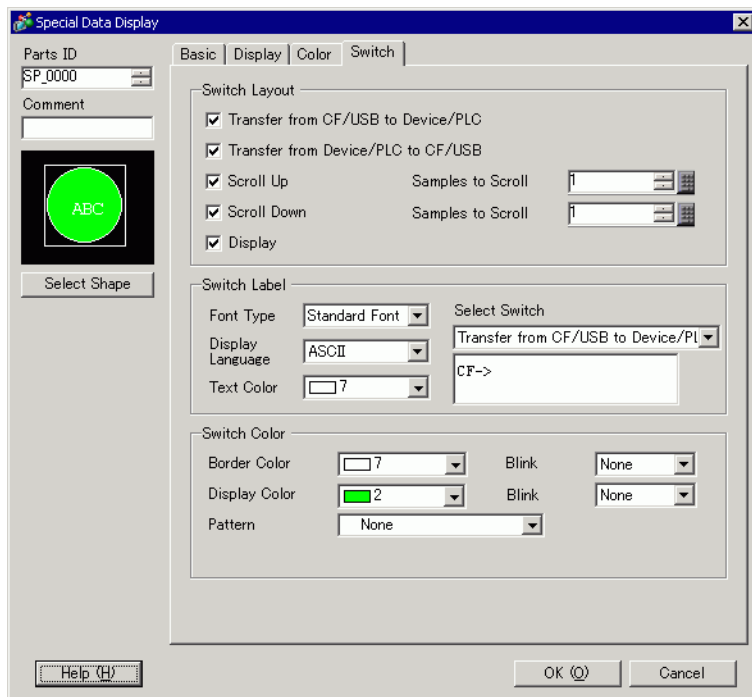 Special Data Display
Parts ID
SP_0000
Comment
ABC
Select Shape
Basic Display Color Switch
Switch Layout
Transfer from CF/USB to Device/PLC
Transfer from Device/PLC to CF/USB
Scroll Up Samples to Scroll 1
Scroll Down Samples to Scroll 1
Display
Switch Label
Font Type Standard Font
Display Language ASCII
Text Color 7
Select Switch
Transfer from CF/USB to Device/PL
CF->
Switch Color
Border Color 7 Blink None
Display Color 2 Blink None
Pattern None
Help (H) OK (O) Cancel